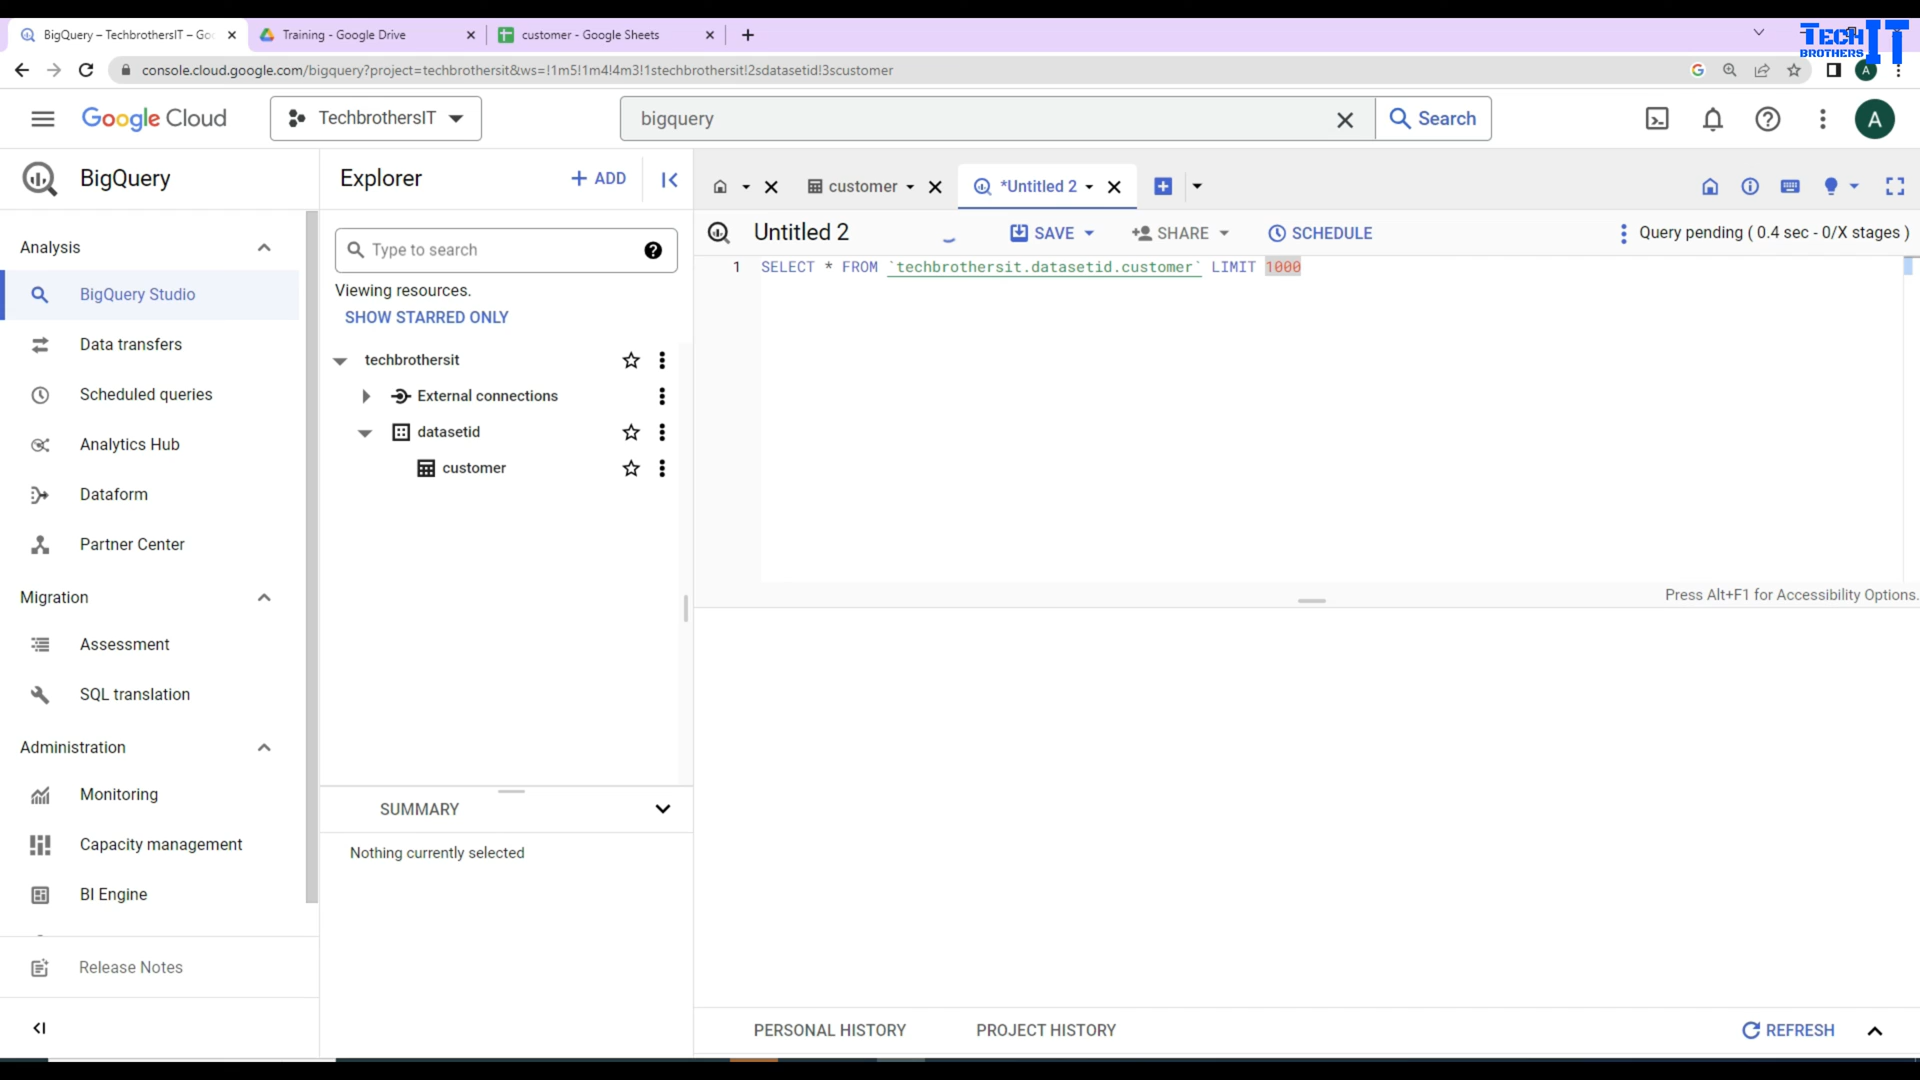 BigQuery – TechbrothersIT – Goo
Training - Google Drive
customer - Google Sheets
TECH BROTHERS IT
console.cloud.google.com/bigquery?project=techbrothersit&ws=!1m5!1m4!4m3!1stechbrothersit!2sdatasetid!3scustomer
A
Google Cloud
TechbrothersIT
bigquery
Search
A
BigQuery
Analysis
BigQuery Studio
Data transfers
Scheduled queries
Analytics Hub
Dataform
Partner Center
Migration
Assessment
SQL translation
Administration
Monitoring
Capacity management
BI Engine
Release Notes
Explorer
+ ADD
Type to search
Viewing resources.
SHOW STARRED ONLY
techbrothersit
External connections
datasetid
customer
SUMMARY
Nothing currently selected
customer
*Untitled 2
Untitled 2
SAVE
SHARE
SCHEDULE
Query pending ( 0.4 sec - 0/X stages )
1 SELECT * FROM `techbrothersit.datasetid.customer` LIMIT 1000
Press Alt+F1 for Accessibility Options.
PERSONAL HISTORY
PROJECT HISTORY
REFRESH